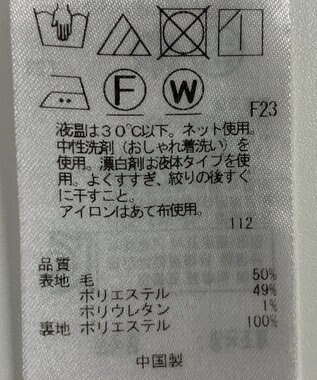 F W
F23
液温は30℃以下。ネット使用。
中性洗剤（おしゃれ着洗い）を
使用。漂白剤は液体タイプを使
用。よくすすぎ、絞りの後すぐ
に干すこと。
アイロンはあて布使用。
112
品質
表地 毛 50%
ポリエステル 49%
ポリウレタン 1%
裏地 ポリエステル 100%
中国製